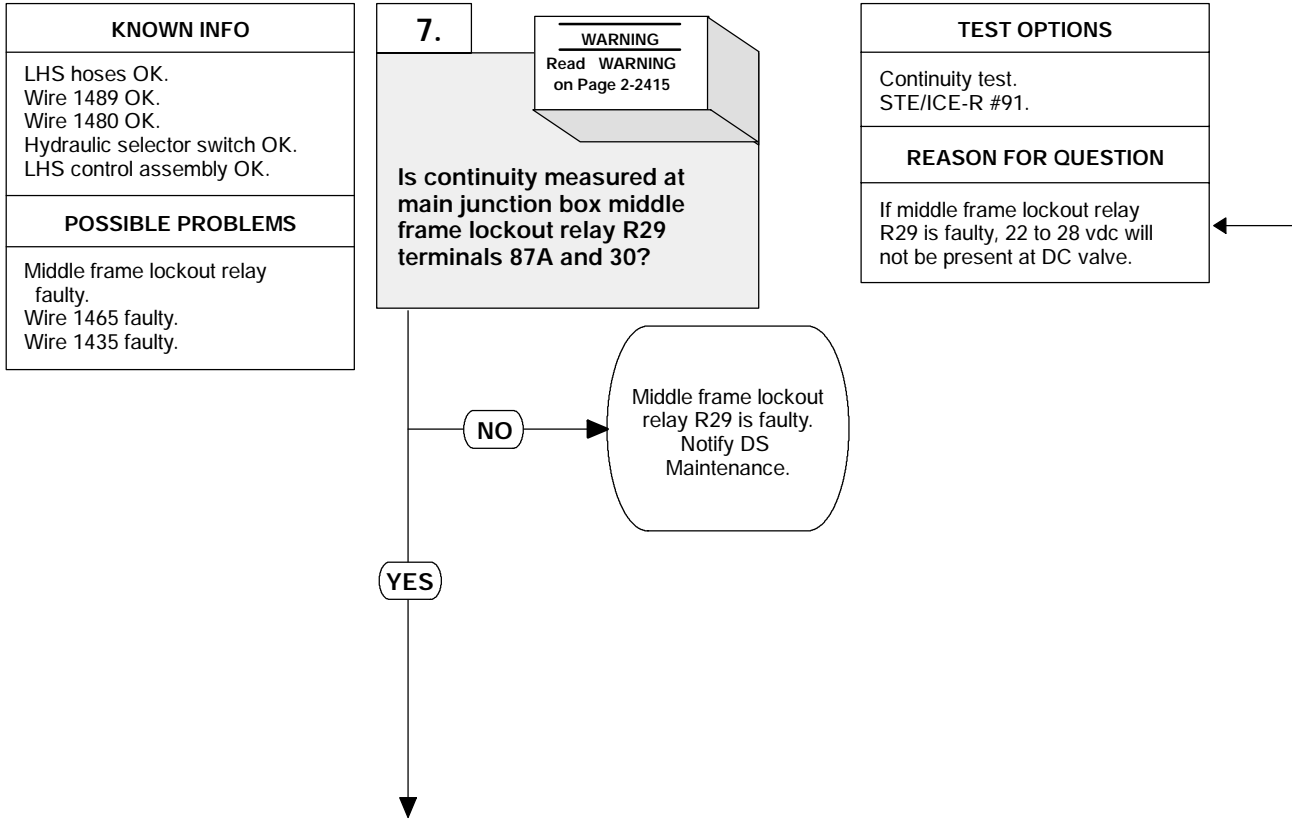 KNOWN INFO
LHS hoses OK.
Wire 1489 OK.
Wire 1480 OK.
Hydraulic selector switch OK.
LHS control assembly OK.
POSSIBLE PROBLEMS
Middle frame lockout relay
faulty.
Wire 1465 faulty.
Wire 1435 faulty.
7.
WARNING
Read WARNING
on Page 2-2415
Is continuity measured at
main junction box middle
frame lockout relay R29
terminals 87A and 30?
TEST OPTIONS
Continuity test.
STE/ICE-R #91.
REASON FOR QUESTION
If middle frame lockout relay
R29 is faulty, 22 to 28 vdc will
not be present at DC valve.
NO
Middle frame lockout
relay R29 is faulty.
Notify DS
Maintenance.
YES